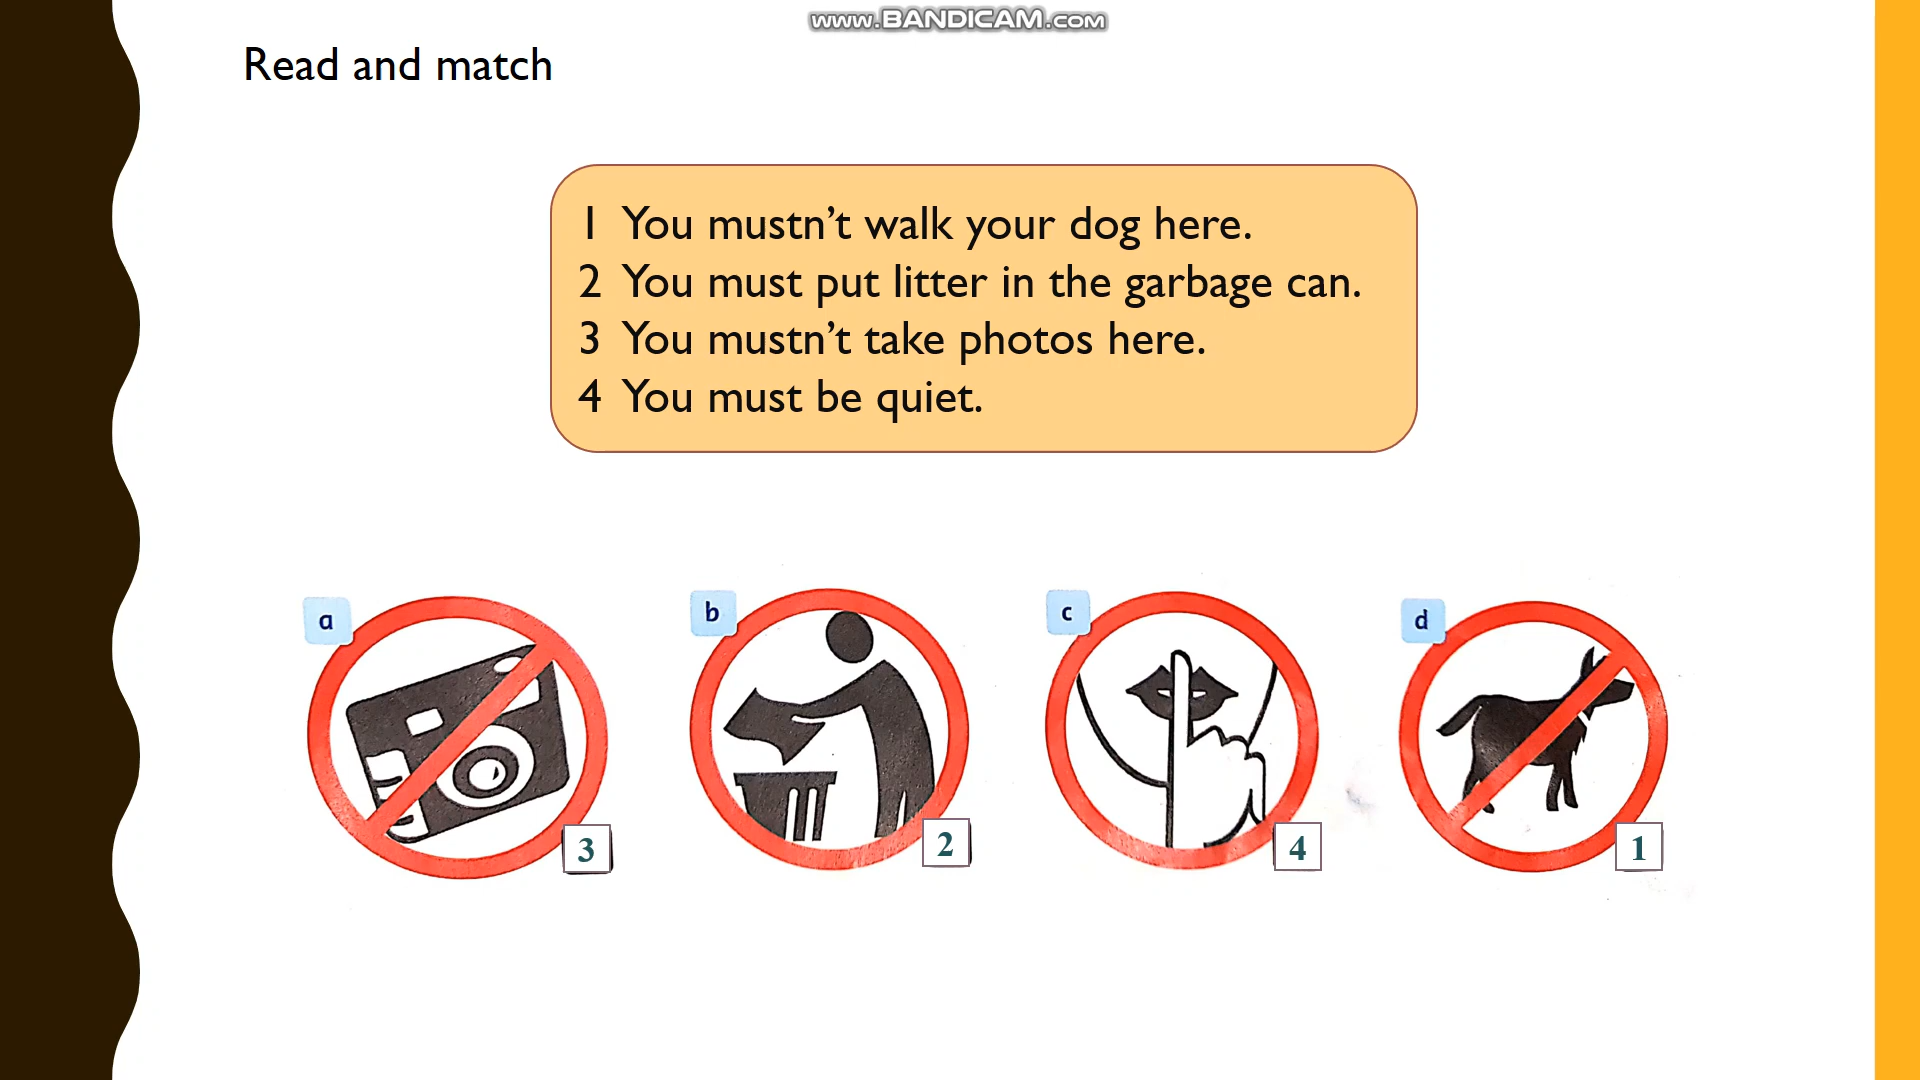 www.BANDICAM.com
Read and match
1 You mustn’t walk your dog here.
2 You must put litter in the garbage can.
3 You mustn’t take photos here.
4 You must be quiet.
a
b
c
d
3
2
4
1